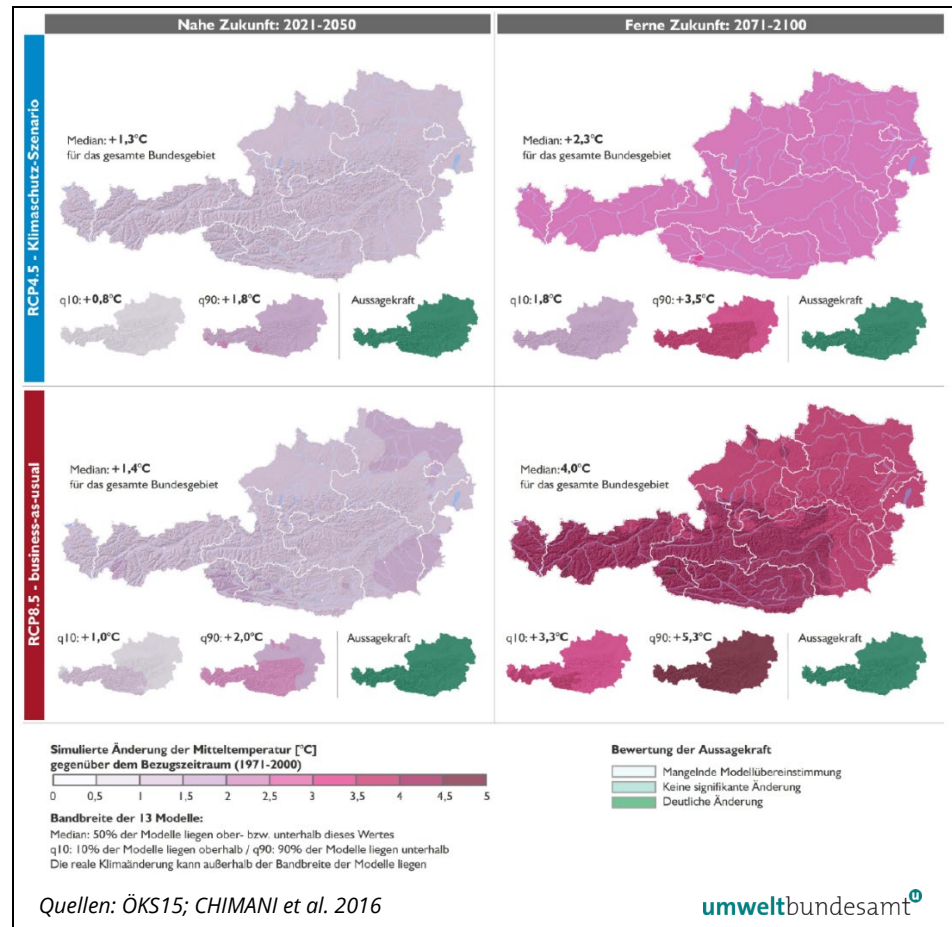 Nahe Zukunft: 2021-2050
Ferne Zukunft: 2071-2100
RCP4.5 - Klimaschutz-Szenario
Median: +1,3°C
für das gesamte Bundesgebiet
q10: +0,8°C
q90: +1,8°C
Aussagekraft
Median: +2,3°C
für das gesamte Bundesgebiet
q10: 1,8°C
q90: +3,5°C
Aussagekraft
RCP8.5 - business-as-usual
Median: +1,4°C
für das gesamte Bundesgebiet
q10: +1,0°C
q90: +2,0°C
Aussagekraft
Median: 4,0°C
für das gesamte Bundesgebiet
q10: +3,3°C
q90: +5,3°C
Aussagekraft
Simulierte Änderung der Mitteltemperatur [°C]
gegenüber dem Bezugszeitraum (1971-2000)
0 0,5 1 1,5 2 2,5 3 3,5 4 4,5 5
Bandbreite der 13 Modelle:
Median: 50% der Modelle liegen ober- bzw. unterhalb dieses Wertes
q10: 10% der Modelle liegen oberhalb / q90: 90% der Modelle liegen unterhalb
Die reale Klimaänderung kann außerhalb der Bandbreite der Modelle liegen
Bewertung der Aussagekraft
Mangelnde Modellübereinstimmung
Keine signifikante Änderung
Deutliche Änderung
Quellen: ÖKS15; CHIMANI et al. 2016
umweltbundesamt u